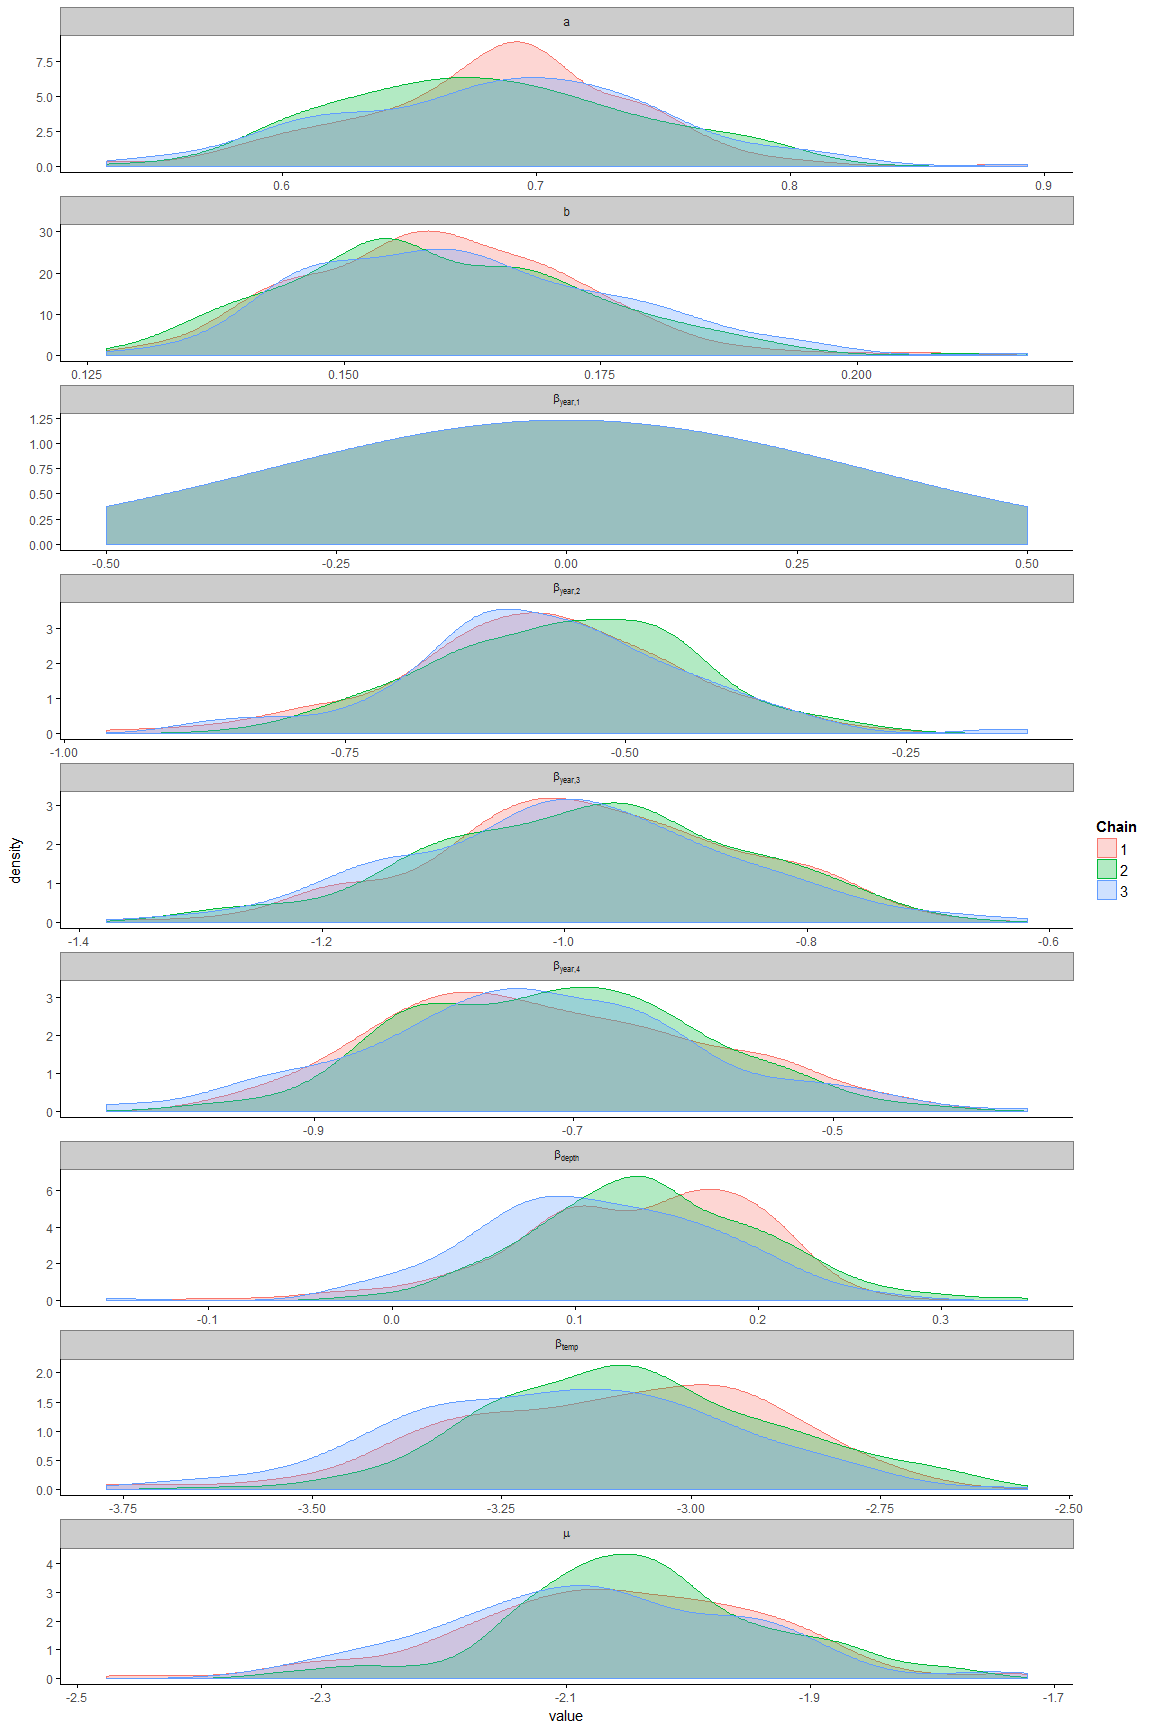 a
7.5
5.0
2.5
0.0
0.6 0.7 0.8 0.9
b
30
20
10
0
0.125 0.150 0.175 0.200
βyear,1
1.25
1.00
0.75
0.50
0.25
0.00
-0.50 -0.25 0.00 0.25 0.50
βyear,2
3
2
1
0
-1.00 -0.75 -0.50 -0.25
βyear,3
3
2
1
0
-1.4 -1.2 -1.0 -0.8 -0.6
βyear,4
3
2
1
0
-0.9 -0.7 -0.5
βdepth
6
4
2
0
-0.1 0.0 0.1 0.2 0.3
βtemp
2.0
1.5
1.0
0.5
0.0
-3.75 -3.50 -3.25 -3.00 -2.75 -2.50
μ
4
3
2
1
0
-2.5 -2.3 -2.1 -1.9 -1.7
value
density
Chain
1
2
3